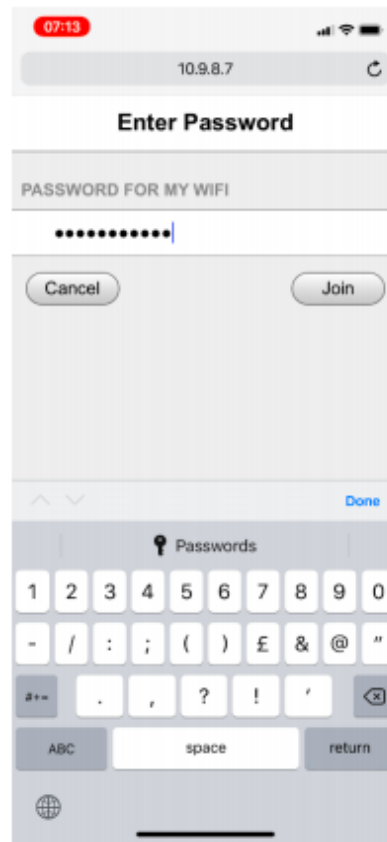 07:13
10.9.8.7
Enter Password
PASSWORD FOR MY WIFI
•••••••••••
Cancel Join
Done
Passwords
1 2 3 4 5 6 7 8 9 0
- / : ; ( ) £ & @ "
#+= . , ? ! '
ABC space return